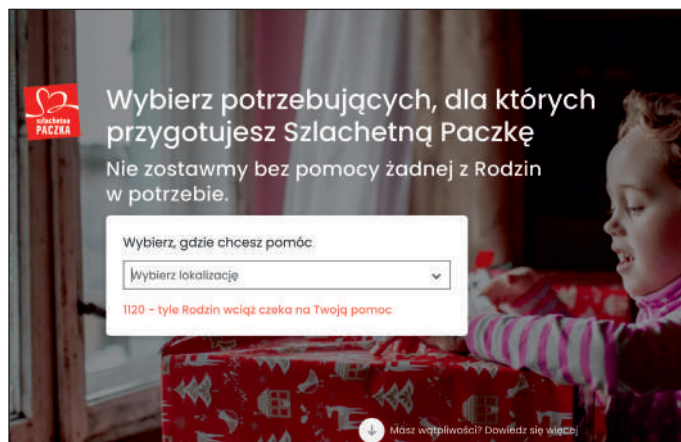 szlachetna
PACZKA
Wybierz potrzebujących, dla których
przygotujesz Szlachetną Paczkę
Nie zostawmy bez pomocy żadnej z Rodzin
w potrzebie.
Wybierz, gdzie chcesz pomóc
Wybierz lokalizację
1120 - tyle Rodzin wciąż czeka na Twoją pomoc
Masz wątpliwości? Dowiedz się więcej